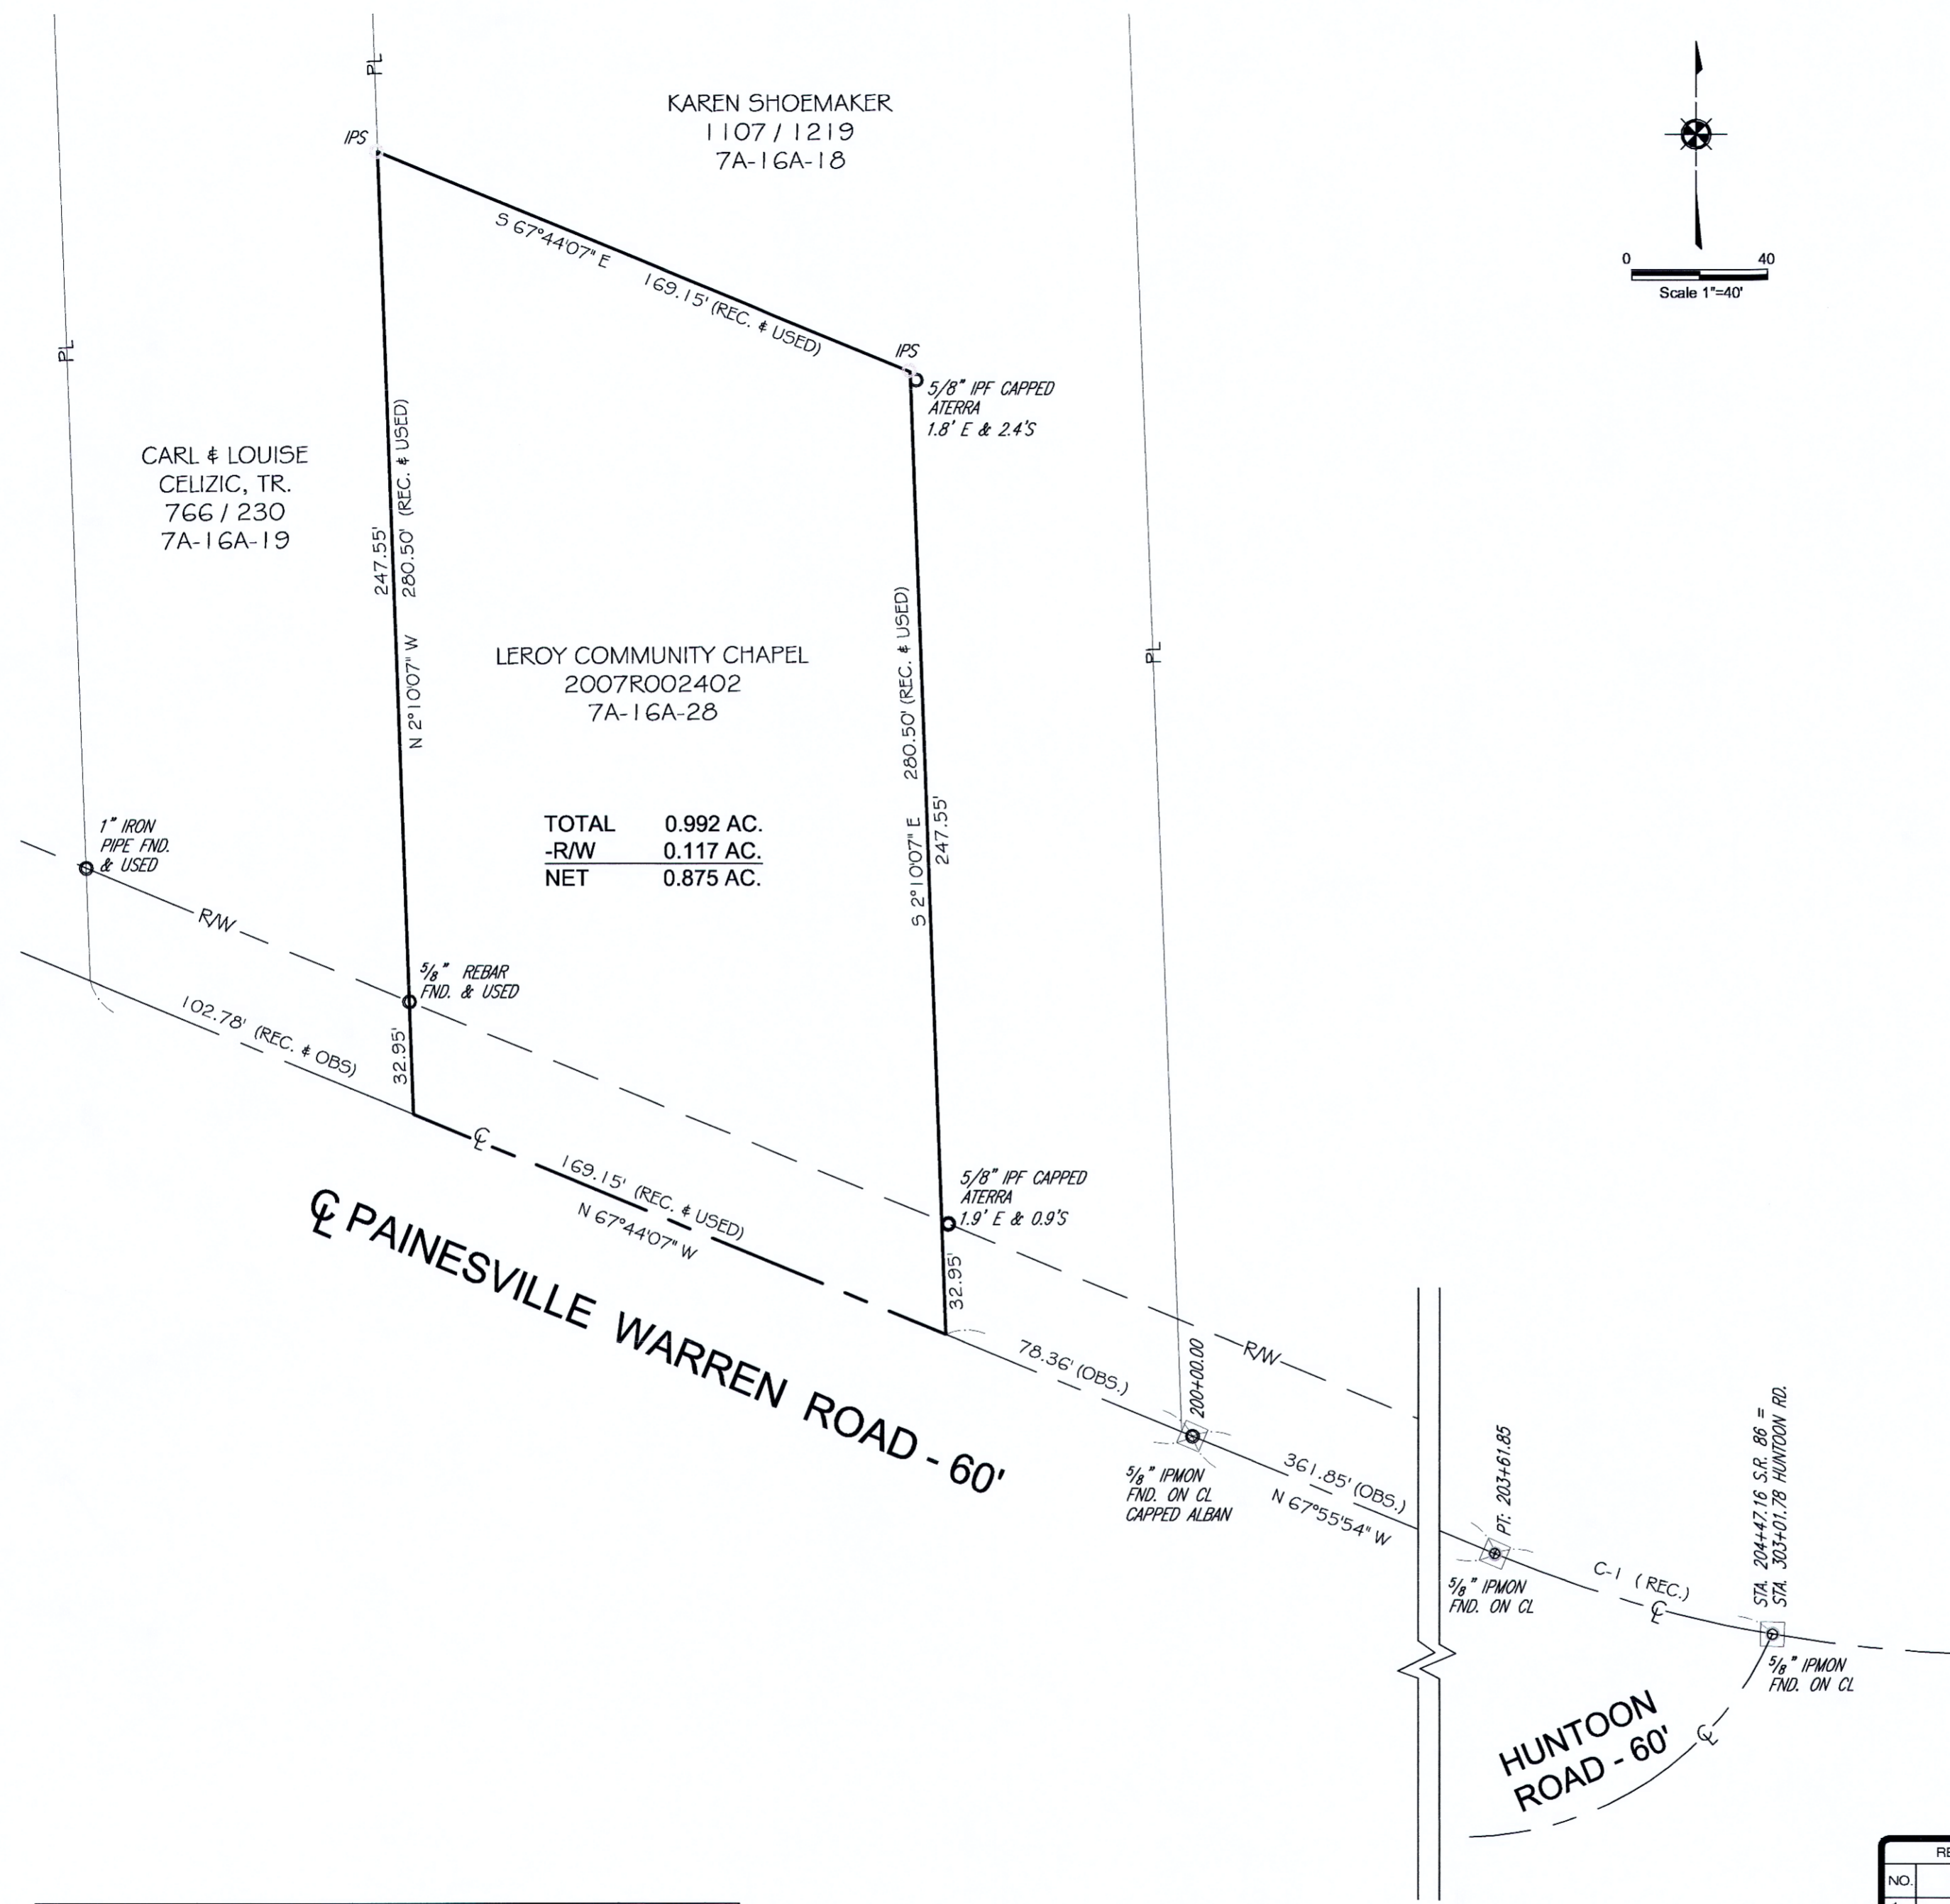 PL
KAREN SHOEMAKER
1107 / 1219
7A-16A-18
IPS
S 67°44'07" E 169.15' (REC. & USED)
0 40
Scale 1"=40'
IPS
5/8" IPF CAPPED
ATERRA
1.8' E & 2.4'S
PL
CARL & LOUISE
CELIZIC, TR.
766 / 230
7A-16A-19
247.55'
N 2°10'07" W 280.50' (REC. & USED)
LEROY COMMUNITY CHAPEL
2007R002402
7A-16A-28
S 2°10'07" E 280.50' (REC. & USED)
247.55'
PL
TOTAL 0.992 AC.
-R/W 0.117 AC.
NET 0.875 AC.
1" IRON
PIPE FND.
& USED
R/W
5/8" REBAR
FND. & USED
102.78' (REC. & OBS)
32.95'
℄
169.15' (REC. & USED)
N 67°44'07" W
5/8" IPF CAPPED
ATERRA
1.9' E & 0.9'S
32.95'
℄ PAINESVILLE WARREN ROAD - 60'
78.36' (OBS.)
R/W
200+00.00
5/8" IPMON
FND. ON CL
CAPPED ALBAN
361.85' (OBS.)
N 67°55'54" W
PT: 203+61.85
5/8" IPMON
FND. ON CL
C-1 (REC.)
℄
STA. 204+47.16 S.R. 86 =
STA. 303+01.78 HUNTOON RD.
5/8" IPMON
FND. ON CL
HUNTOON
ROAD - 60'
℄
RE
NO.